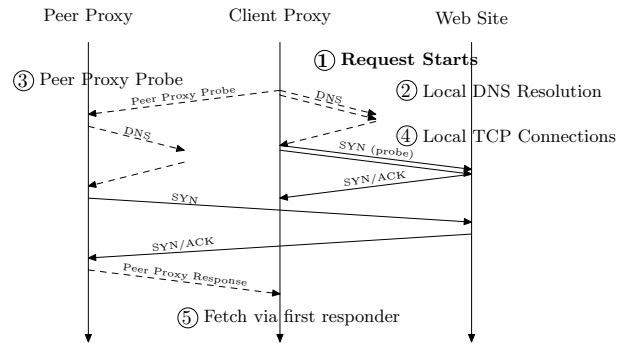 Peer Proxy
Client Proxy
Web Site
① Request Starts
③ Peer Proxy Probe
② Local DNS Resolution
Peer Proxy Probe
DNS
DNS
④ Local TCP Connections
SYN (probe)
SYN/ACK
SYN
SYN/ACK
Peer Proxy Response
⑤ Fetch via first responder